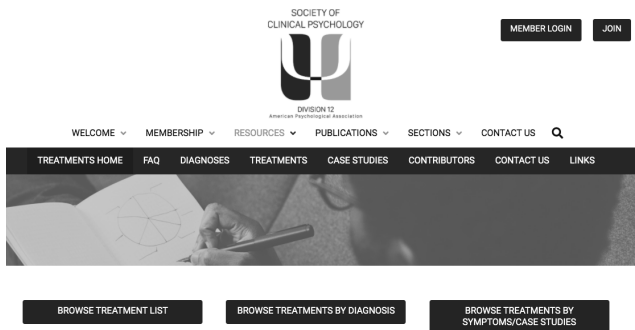 SOCIETY OF
CLINICAL PSYCHOLOGY
DIVISION 12
American Psychological Association
MEMBER LOGIN
JOIN
WELCOME
MEMBERSHIP
RESOURCES
PUBLICATIONS
SECTIONS
CONTACT US
TREATMENTS HOME
FAQ
DIAGNOSES
TREATMENTS
CASE STUDIES
CONTRIBUTORS
CONTACT US
LINKS
BROWSE TREATMENT LIST
BROWSE TREATMENTS BY DIAGNOSIS
BROWSE TREATMENTS BY
SYMPTOMS/CASE STUDIES